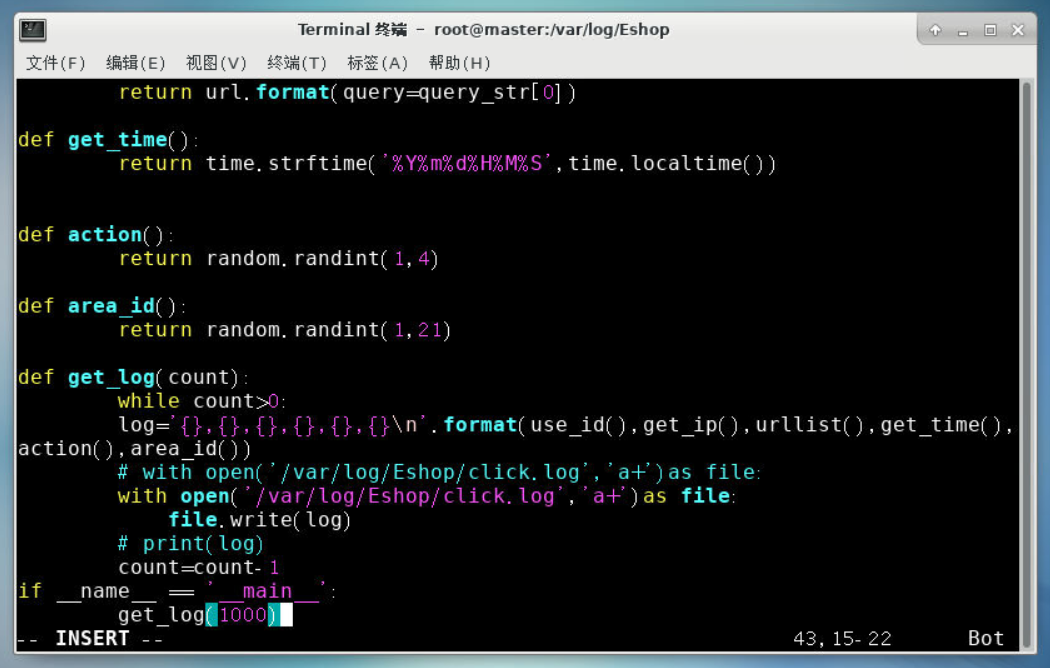 Terminal 终端 - root@master:/var/log/Eshop
文件(F) 编辑(E) 视图(V) 终端(T) 标签(A) 帮助(H)
        return url.format(query=query_str[0])

def get_time():
        return time.strftime('%Y%m%d%H%M%S',time.localtime())


def action():
        return random.randint(1,4)

def area_id():
        return random.randint(1,21)

def get_log(count):
        while count>0:
        log='{},{},{},{},{},{}\n'.format(use_id(),get_ip(),urllist(),get_time(),
action(),area_id())
        # with open('/var/log/Eshop/click.log','a+')as file:
        with open('/var/log/Eshop/click.log','a+')as file:
            file.write(log)
        # print(log)
        count=count-1
if __name__ == '__main__':
        get_log(1000)
-- INSERT --                                                  43,15-22      Bot